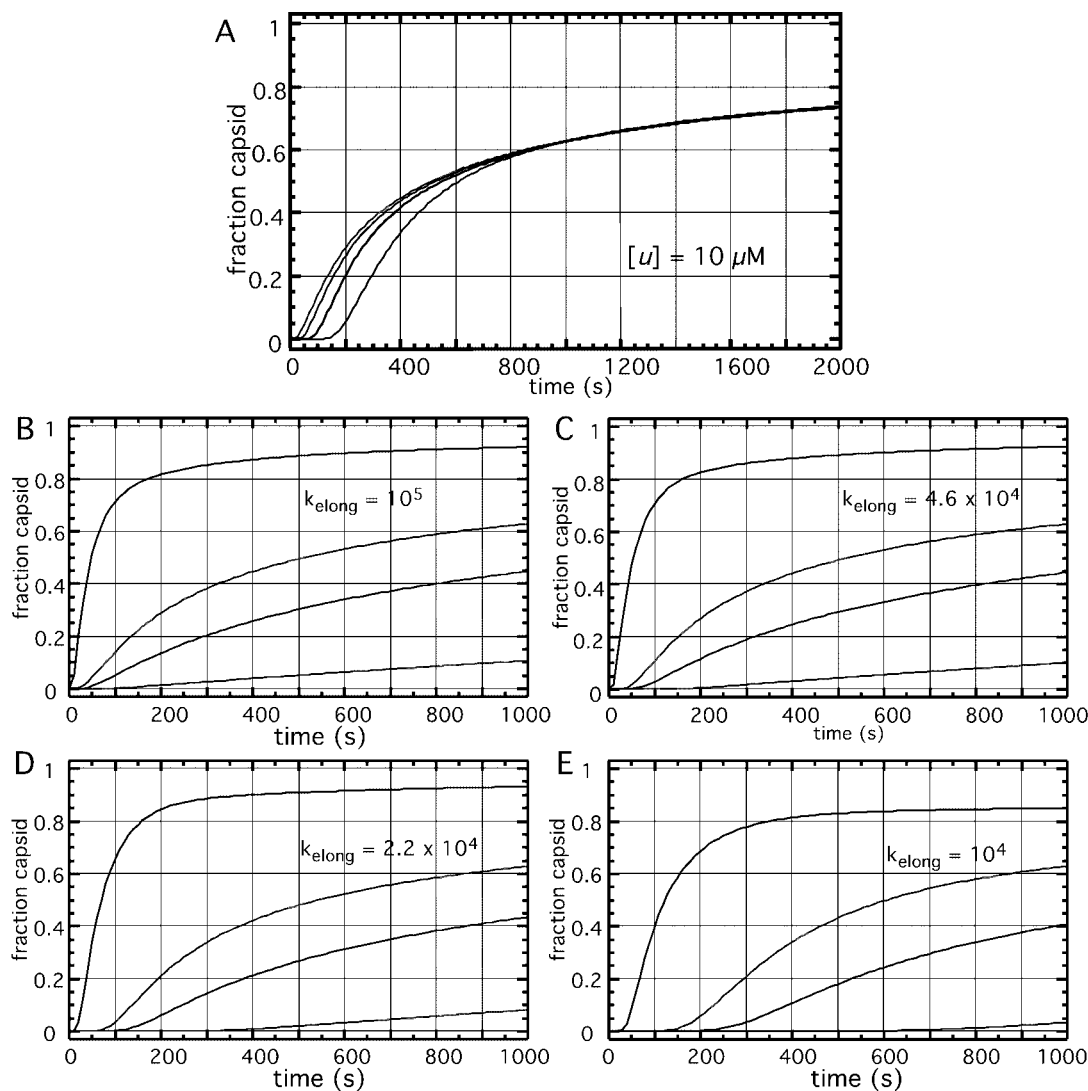 A
1
0.8
0.6
0.4
0.2
0
fraction capsid
[u] = 10 µM
0 400 800 1200 1600 2000
time (s)
B
1
0.8
0.6
0.4
0.2
0
fraction capsid
k_elong = 10^5
0 200 400 600 800 1000
time (s)
C
1
0.8
0.6
0.4
0.2
0
fraction capsid
k_elong = 4.6 x 10^4
0 200 400 600 800 1000
time (s)
D
1
0.8
0.6
0.4
0.2
0
fraction capsid
k_elong = 2.2 x 10^4
0 200 400 600 800 1000
time (s)
E
1
0.8
0.6
0.4
0.2
0
fraction capsid
k_elong = 10^4
0 200 400 600 800 1000
time (s)